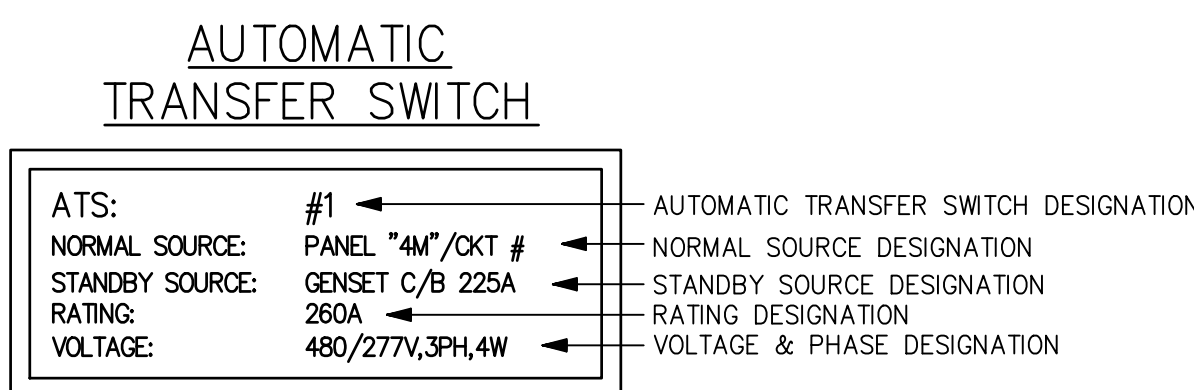 AUTOMATIC
TRANSFER SWITCH
ATS: #1 AUTOMATIC TRANSFER SWITCH DESIGNATION
NORMAL SOURCE: PANEL "4M"/CKT # NORMAL SOURCE DESIGNATION
STANDBY SOURCE: GENSET C/B 225A STANDBY SOURCE DESIGNATION
RATING: 260A RATING DESIGNATION
VOLTAGE: 480/277V,3PH,4W VOLTAGE & PHASE DESIGNATION